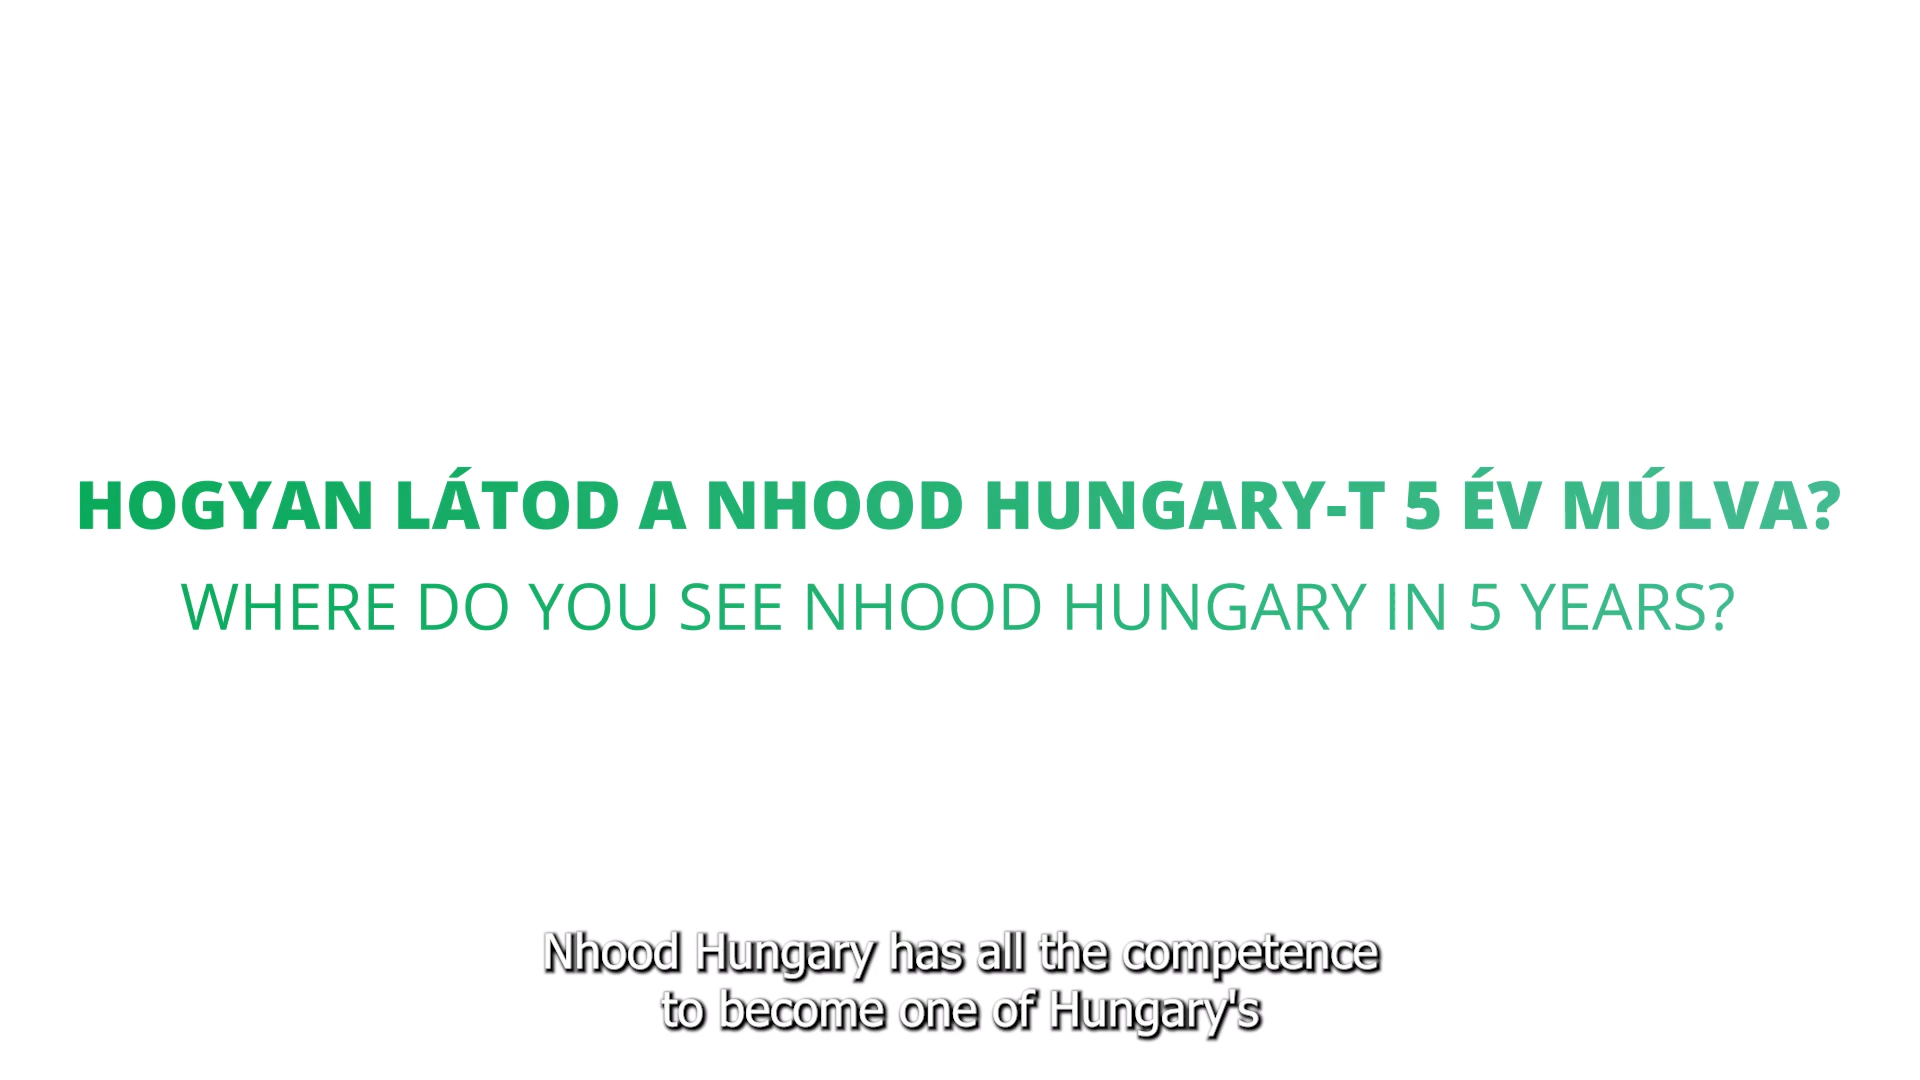 HOGYAN LÁTOD A NHOOD HUNGARY-T 5 ÉV MÚLVA?
WHERE DO YOU SEE NHOOD HUNGARY IN 5 YEARS?
Nhood Hungary has all the competence
to become one of Hungary's